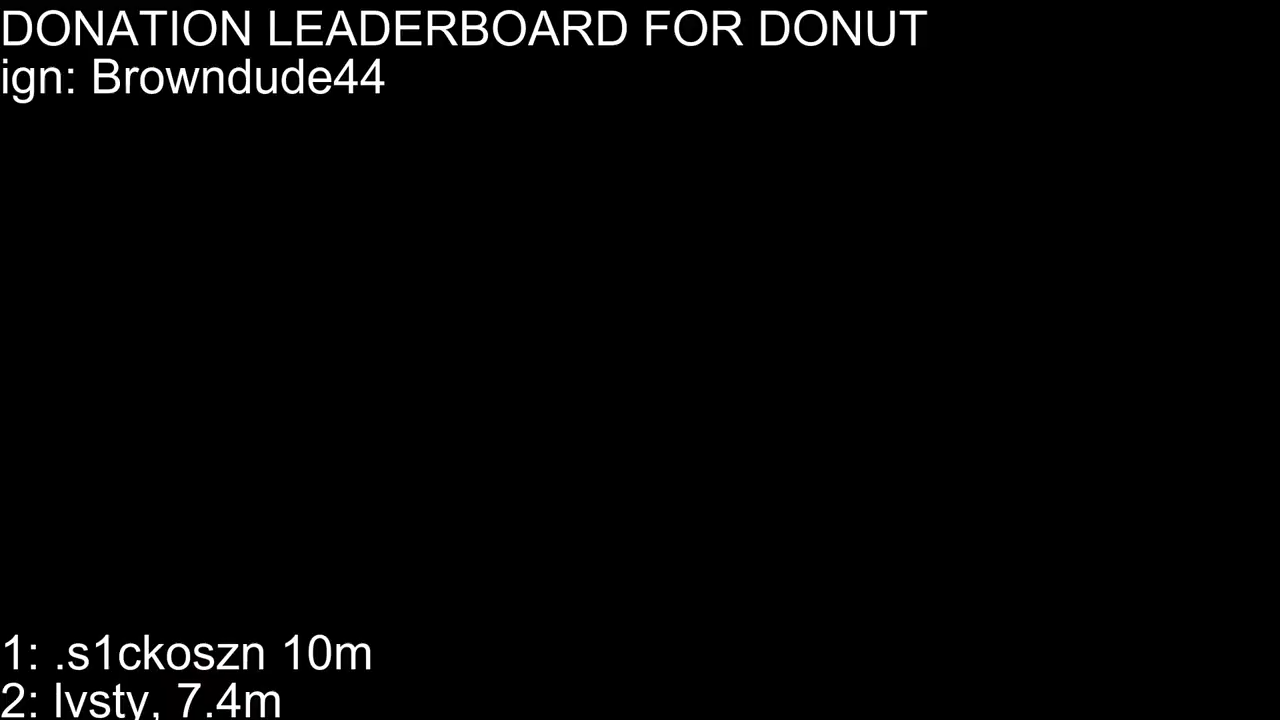 DONATION LEADERBOARD FOR DONUT
ign: Browndude44
1: .s1ckoszn 10m
2: lvsty, 7.4m